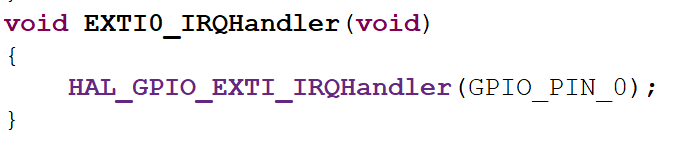 void EXTI0_IRQHandler(void)
{
    HAL_GPIO_EXTI_IRQHandler(GPIO_PIN_0);
}